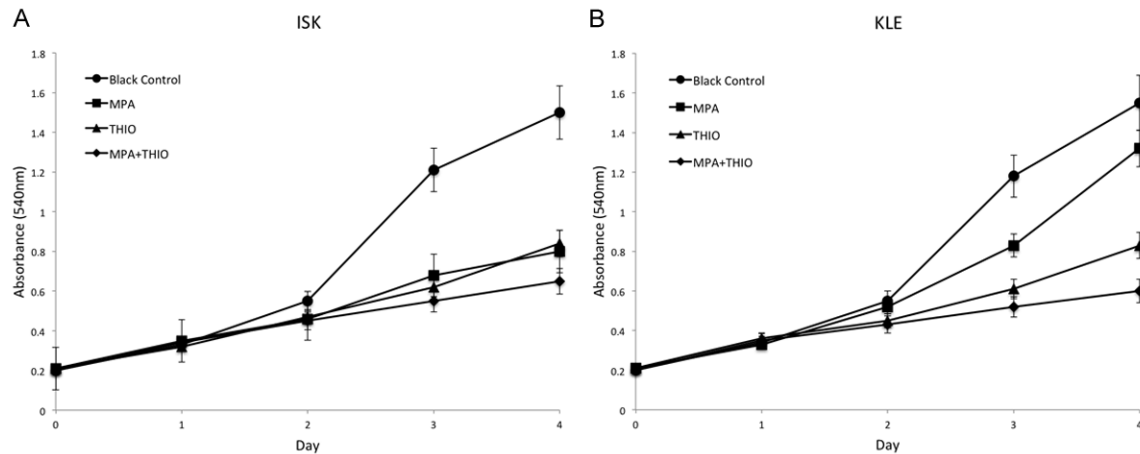 A
ISK
1.8
1.6
1.4
1.2
1
0.8
0.6
0.4
0.2
0
Absorbance (540nm)
Black Control
MPA
THIO
MPA+THIO
0 1 2 3 4
Day
B
KLE
1.8
1.6
1.4
1.2
1
0.8
0.6
0.4
0.2
0
Absorbance (540nm)
Black Control
MPA
THIO
MPA+THIO
0 1 2 3 4
Day